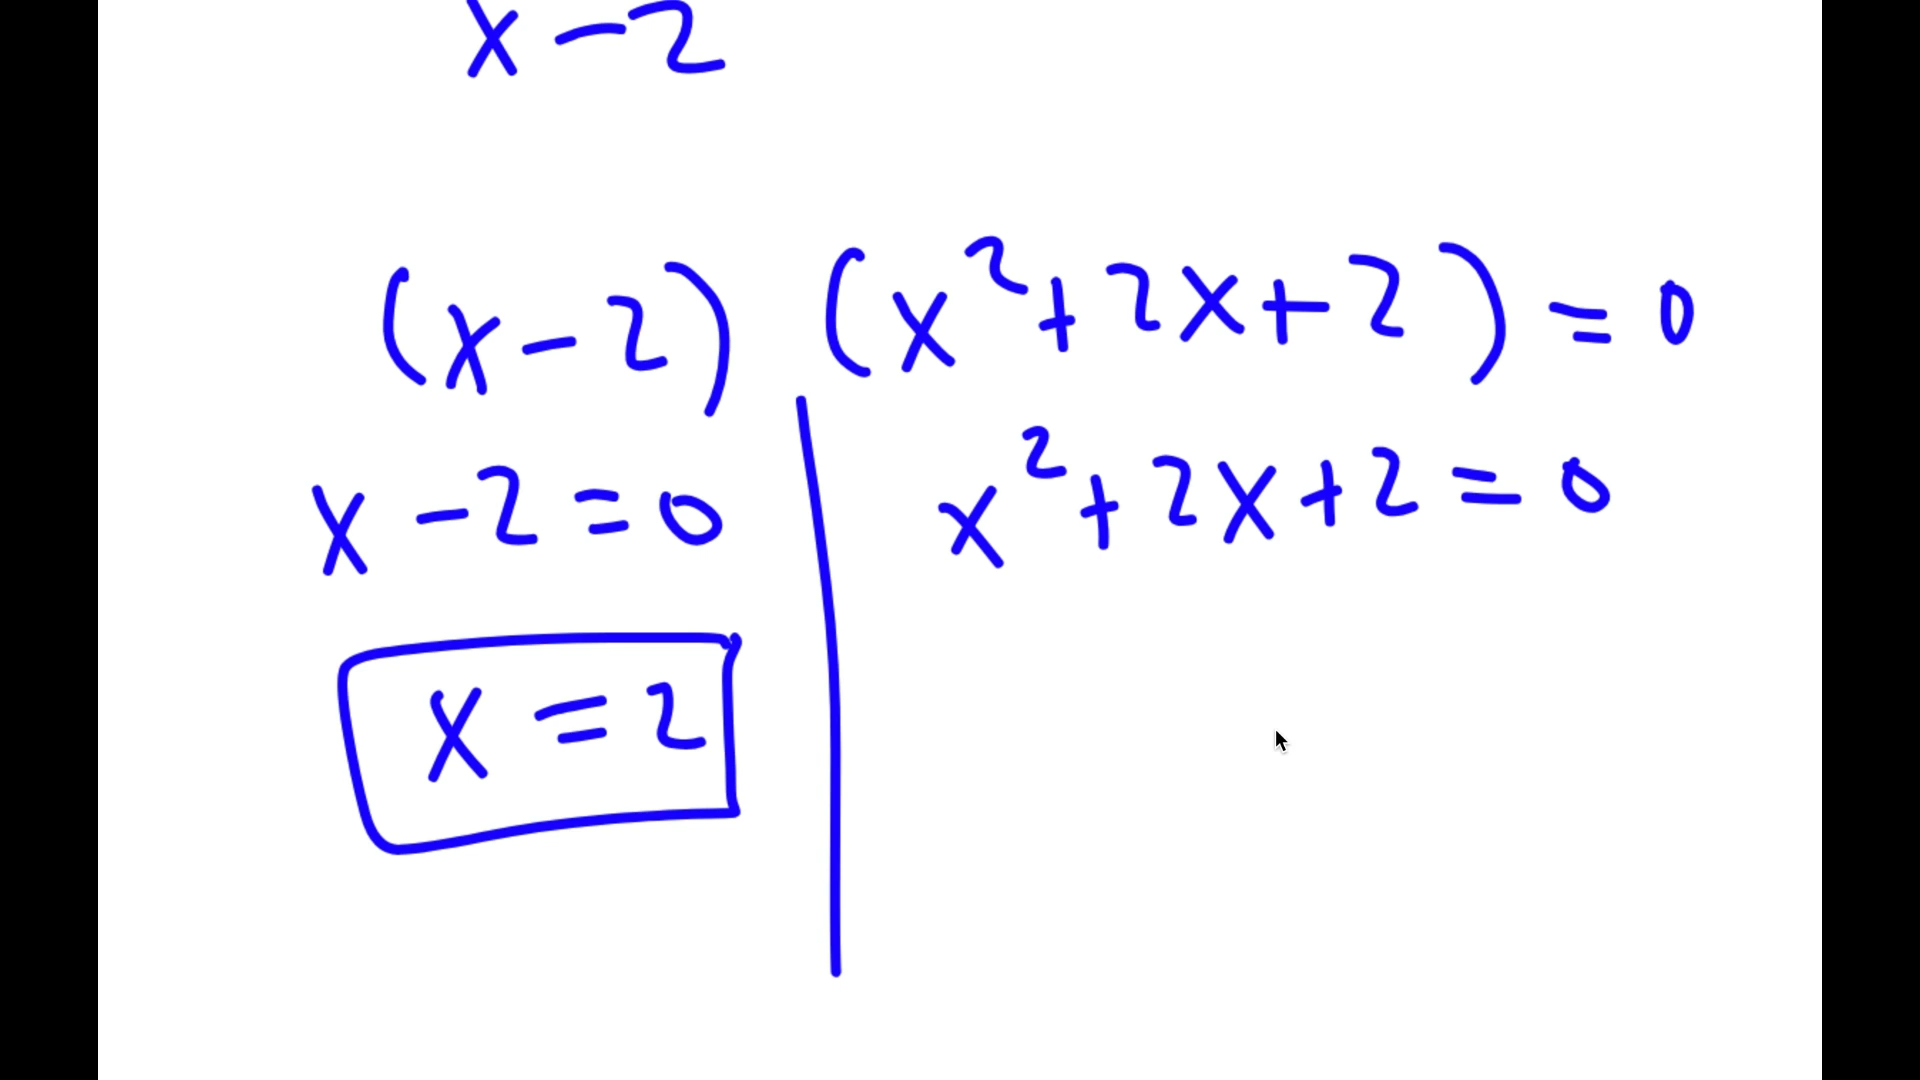 x - 2
(x - 2) (x² + 2x + 2) = 0
x - 2 = 0
x² + 2x + 2 = 0
x = 2